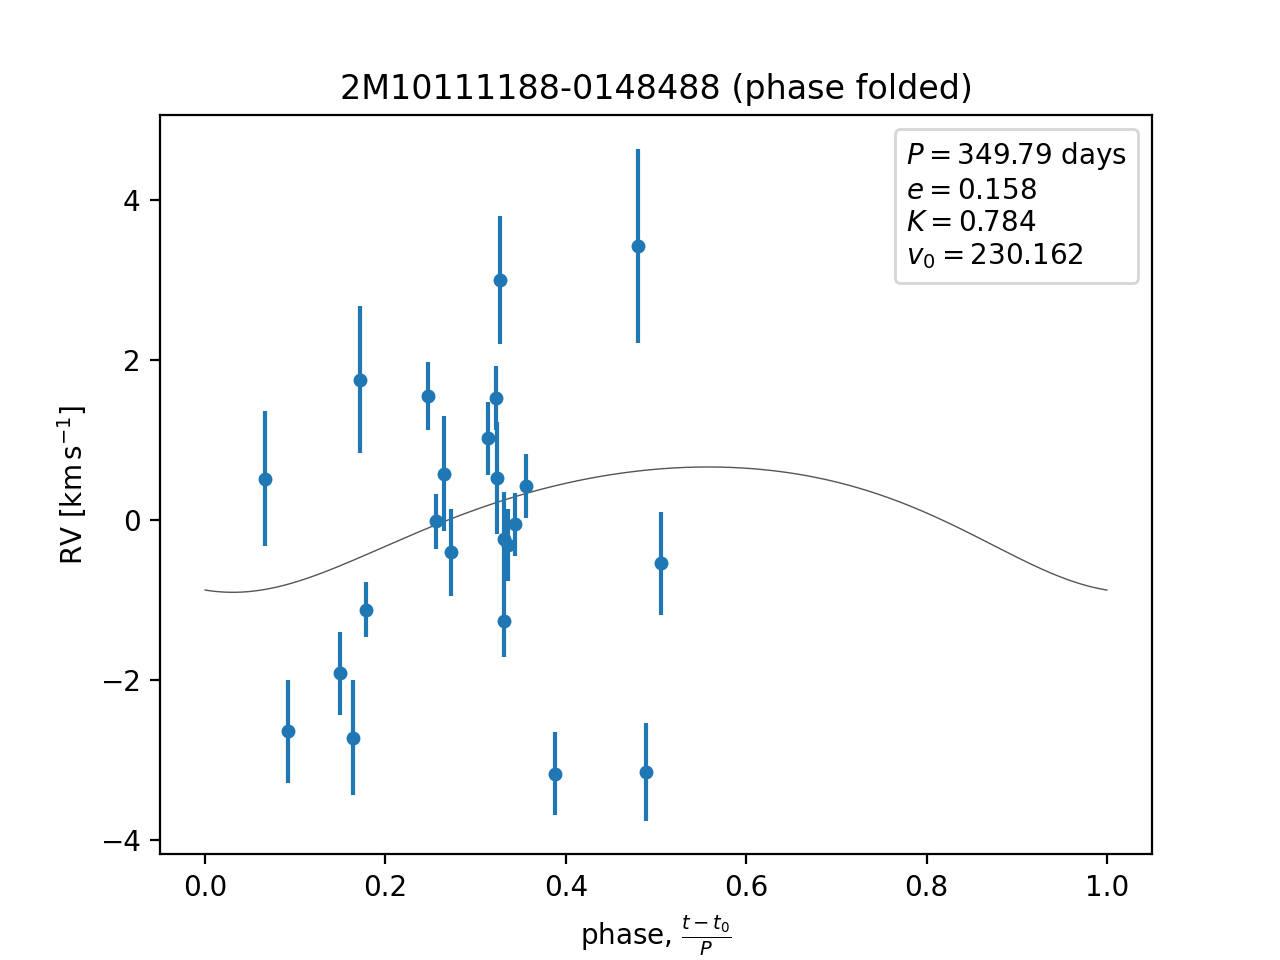 2M10111188-0148488 (phase folded)
P = 349.79 days
e = 0.158
K = 0.784
v₀ = 230.162
4
2
0
−2
−4
RV [km s⁻¹]
0.0 0.2 0.4 0.6 0.8 1.0
phase, (t − t₀)/P